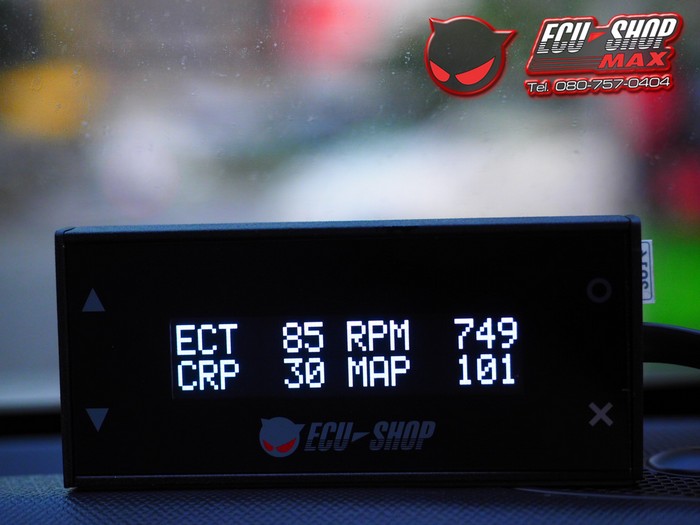 ECU SHOP
MAX
Tel. 080-757-0404
ECT 85 RPM 749
CRP 30 MAP 101
ECU SHOP